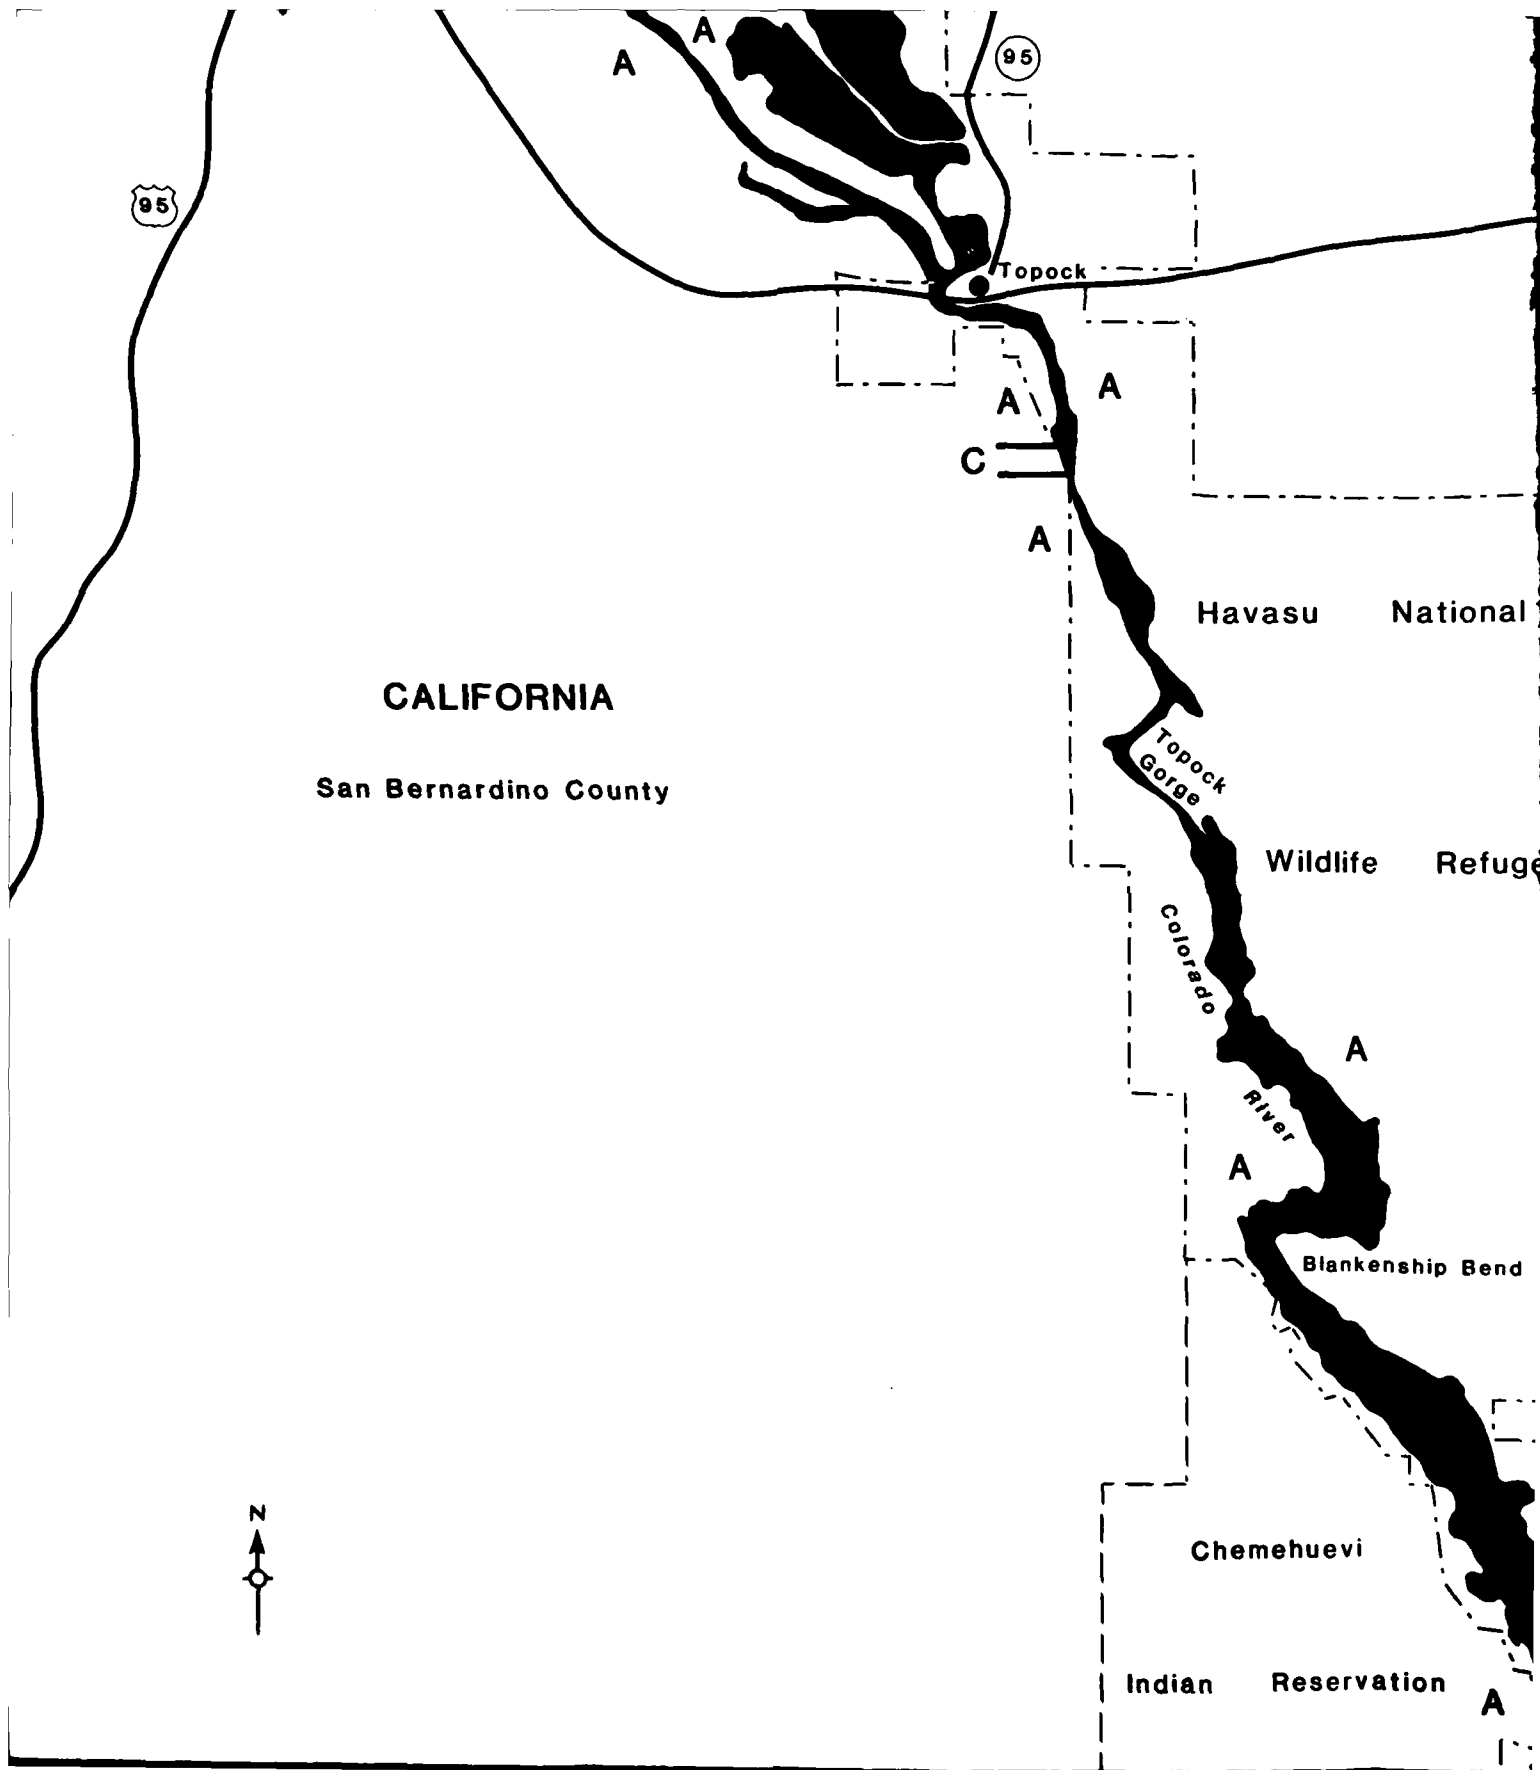 A
A
95
95
Topock
A
A
C
A
Havasu National
CALIFORNIA
Topock
Gorge
San Bernardino County
Wildlife Refuge
Colorado
A
River
A
Blankenship Bend
N
Chemehuevi
Indian Reservation
A